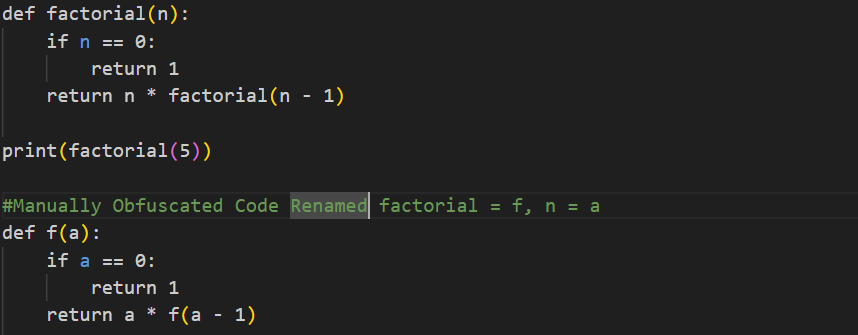 def factorial(n):
    if n == 0:
        return 1
    return n * factorial(n - 1)

print(factorial(5))

#Manually Obfuscated Code Renamed factorial = f, n = a
def f(a):
    if a == 0:
        return 1
    return a * f(a - 1)